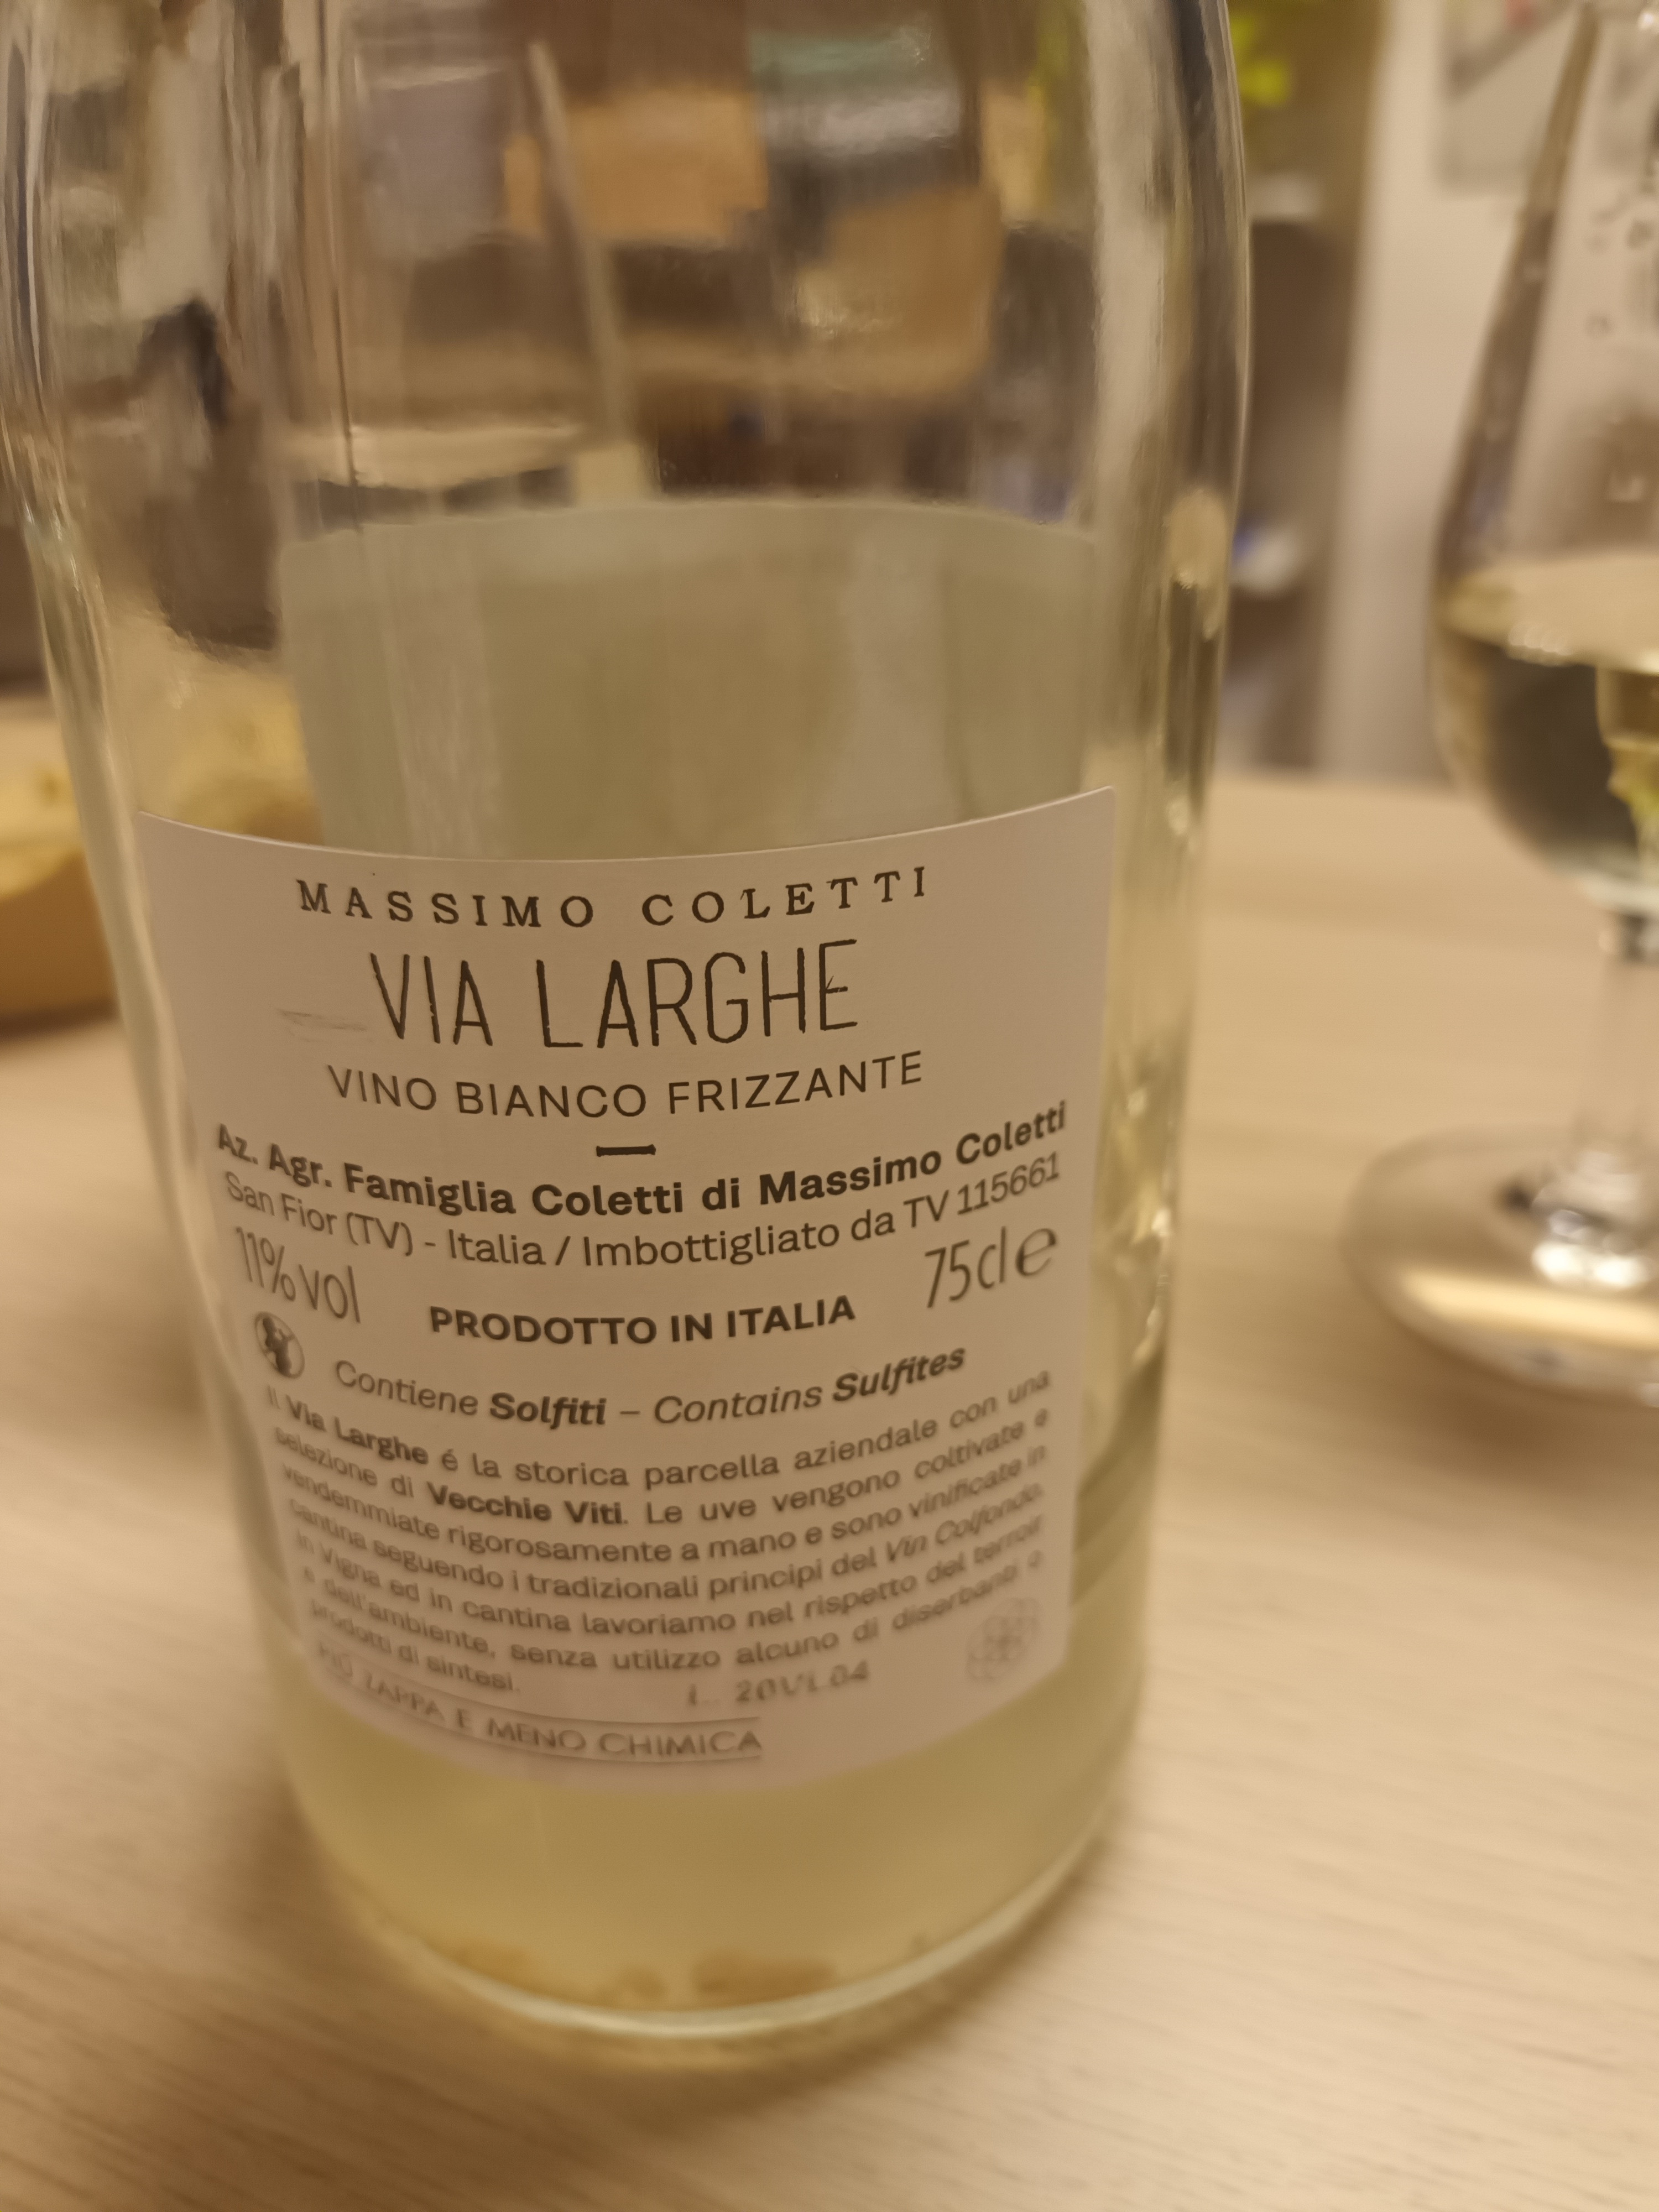 MASSIMO COLETTI
VIA LARGHE
VINO BIANCO FRIZZANTE
Az. Agr. Famiglia Coletti di Massimo Coletti
San Fior (TV) - Italia / Imbottigliato da TV 115661
11%vol
75cl e
PRODOTTO IN ITALIA
Contiene Solfiti – Contains Sulfites
Il Via Larghe é la storica parcella aziendale con una
selezione di Vecchie Viti. Le uve vengono coltivate e
vendemmiate rigorosamente a mano e sono vinificate in
cantina seguendo i tradizionali principi del Vin Colfondo.
In Vigna ed in cantina lavoriamo nel rispetto del terroir
e dell'ambiente, senza utilizzo alcuno di diserbanti o
prodotti di sintesi.
L 20VL04
PIÙ ZAPPA E MENO CHIMICA